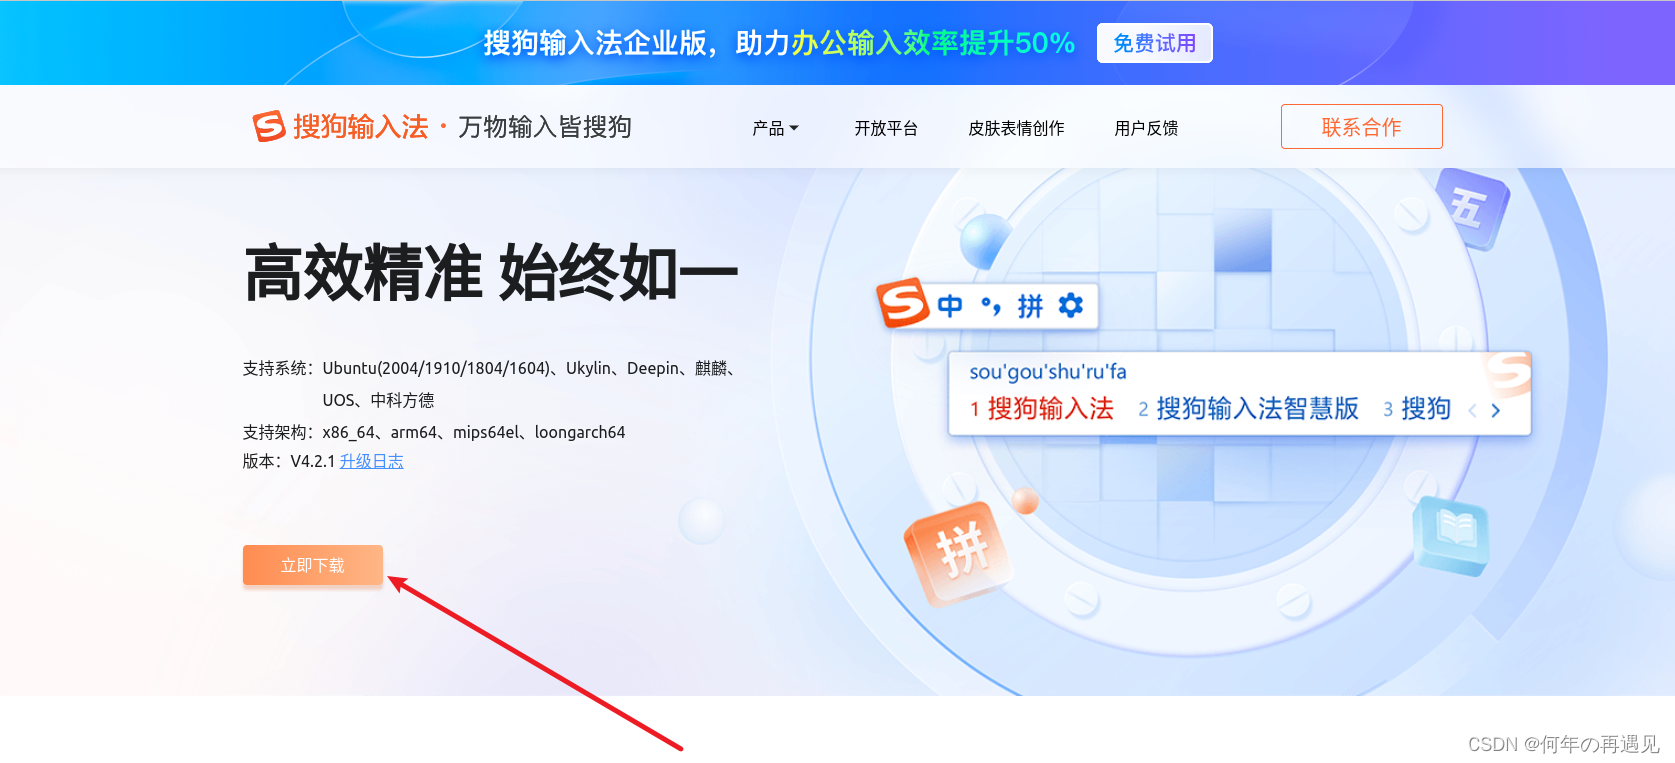 搜狗输入法企业版，助力办公输入效率提升50% 免费试用
搜狗输入法 · 万物输入皆搜狗 产品 开放平台 皮肤表情创作 用户反馈 联系合作
高效精准 始终如一
支持系统：Ubuntu(2004/1910/1804/1604)、Ukylin、Deepin、麒麟、
UOS、中科方德
支持架构：x86_64、arm64、mips64el、loongarch64
版本：V4.2.1 升级日志
立即下载
五
中 °, 拼
sou'gou'shu'ru'fa
1 搜狗输入法 2 搜狗输入法智慧版 3 搜狗
拼
CSDN @何年の再遇见